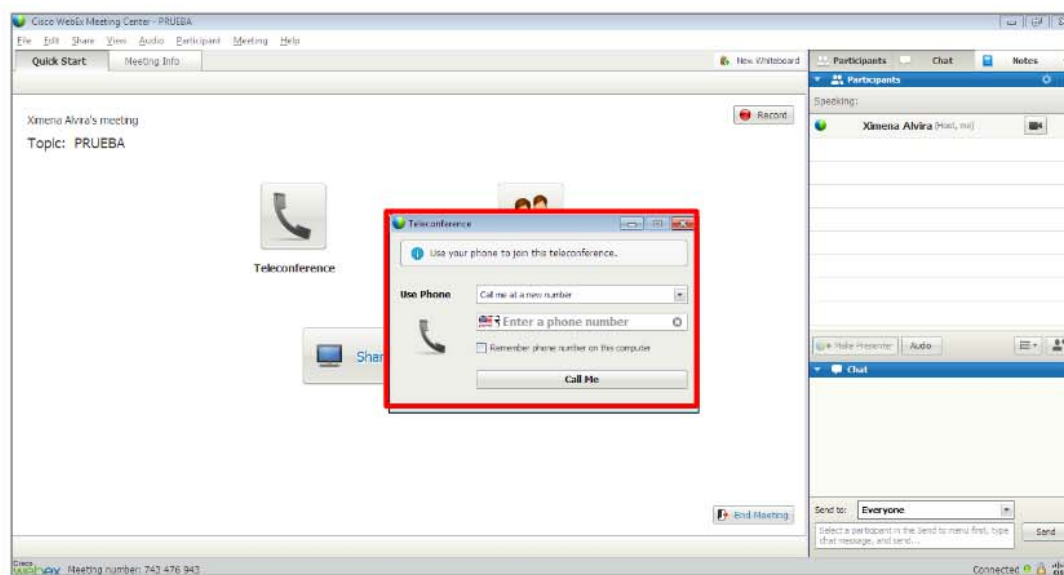 Cisco WebEx Meeting Center - PRUEBA
File Edit Share View Audio Participant Meeting Help
Quick Start Meeting Info
New Whiteboard
Participants Chat Notes
Participants
Speaking:
Ximena Alvira's meeting
Record
Ximena Alvira (Host, me)
Topic: PRUEBA
Teleconference
Use your phone to join this teleconference.
Teleconference
Use Phone Call me at a new number
Enter a phone number
Remember phone number on this computer
Call Me
Shar
Make Presenter Audio
Chat
End Meeting
Send to: Everyone
Select a participant in the Send to menu first, type
chat message, and send...
Send
Cisco webex Meeting number: 743 476 943
Connected